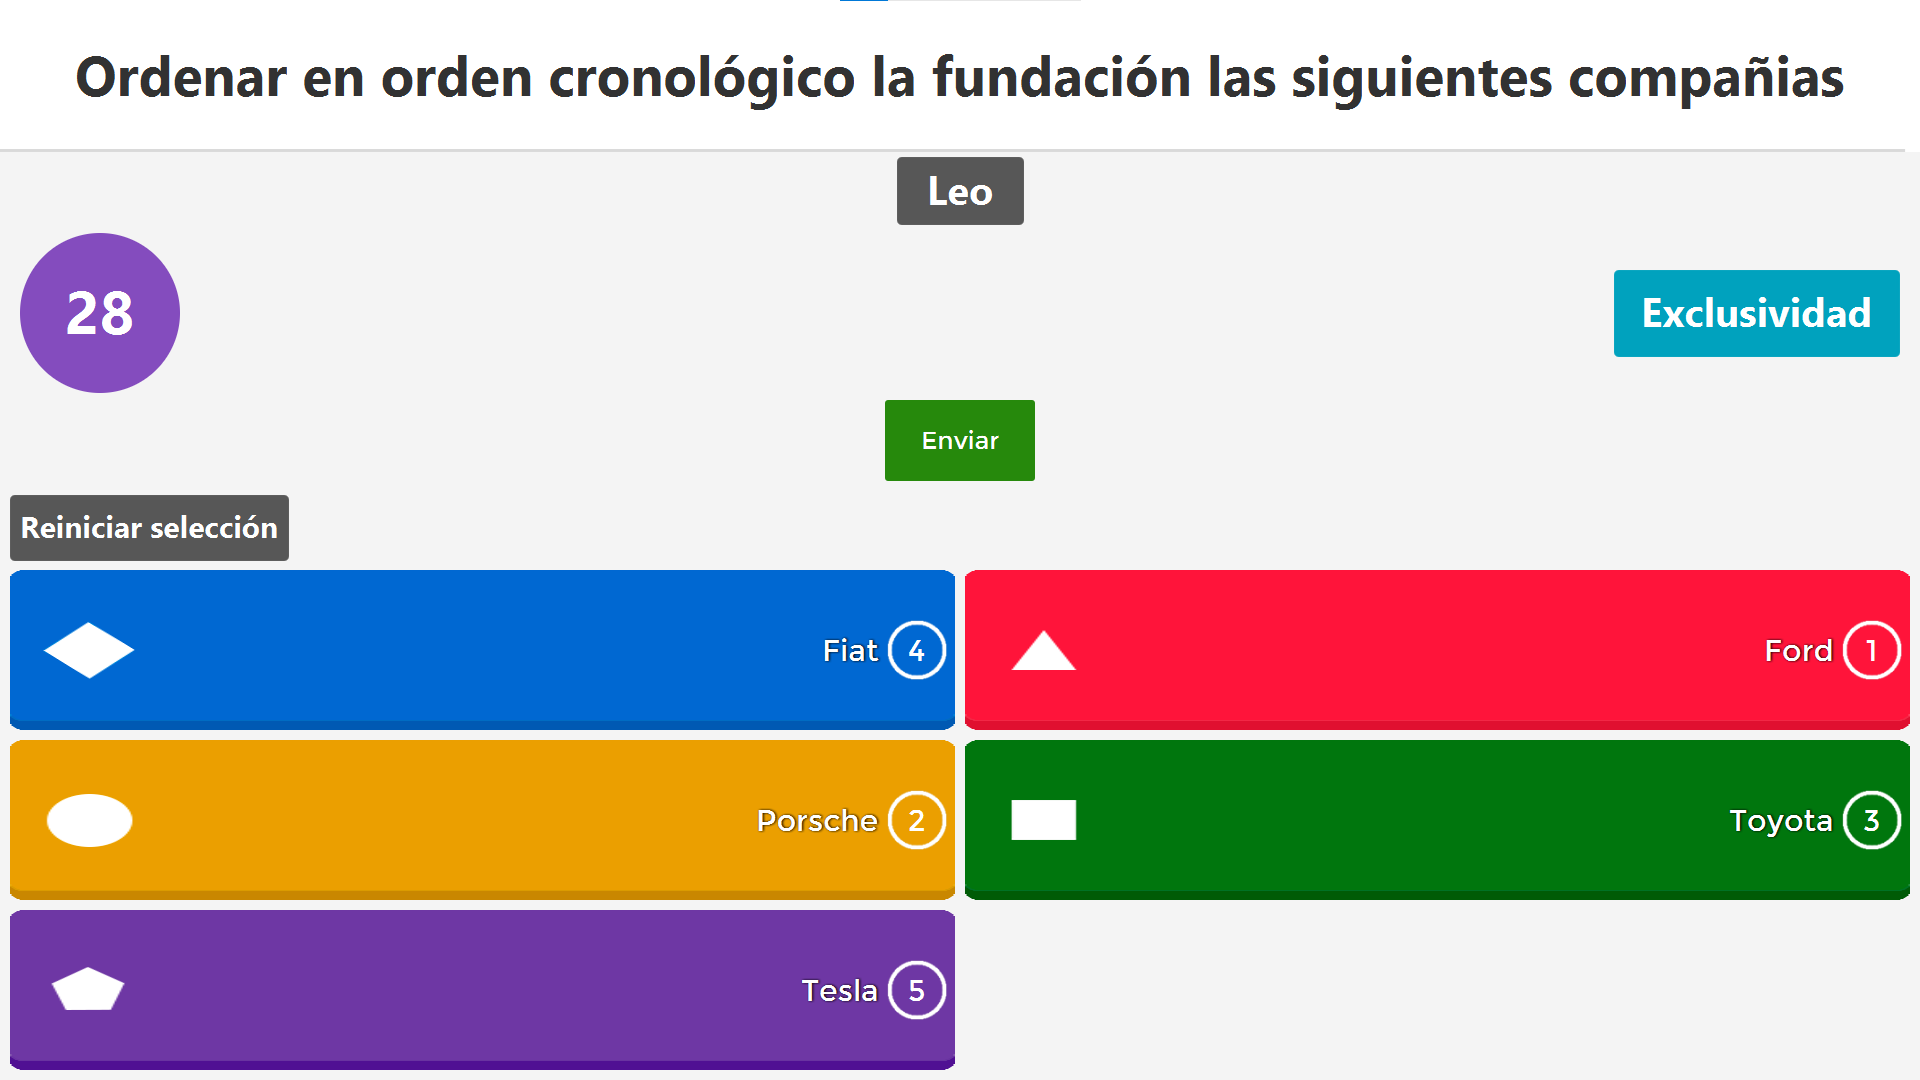 Ordenar en orden cronológico la fundación las siguientes compañias
Leo
28
Exclusividad
Enviar
Reiniciar selección
Fiat 4
Ford 1
Porsche 2
Toyota 3
Tesla 5